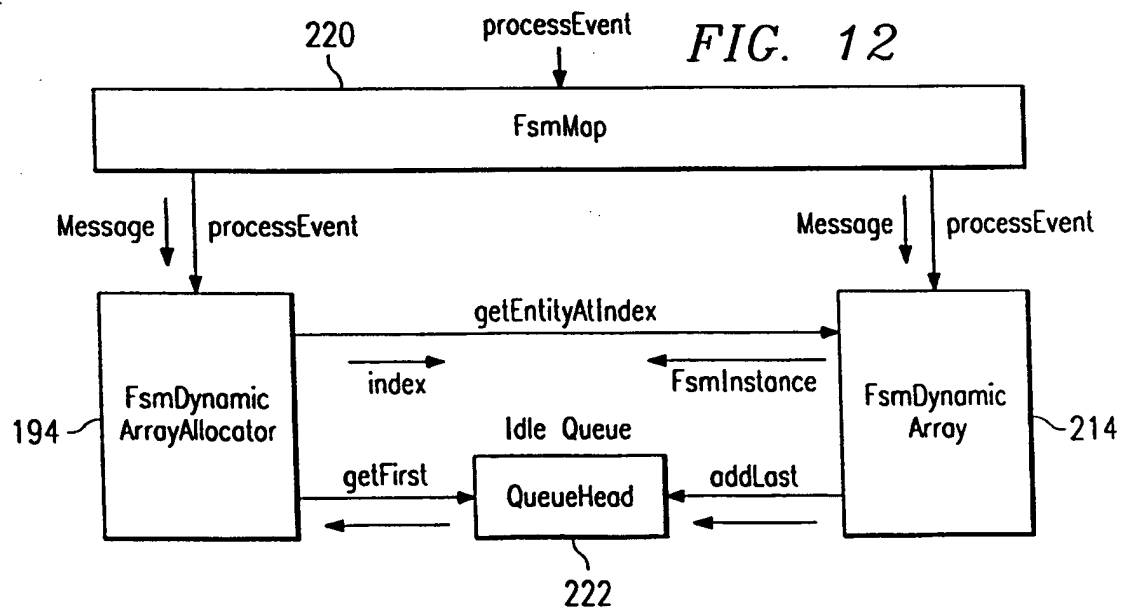 processEvent
FIG. 12
220
FsmMap
Message
processEvent
Message
processEvent
getEntityAtIndex
index
FsmInstance
FsmDynamic
ArrayAllocator
194
FsmDynamic
Array
214
Idle Queue
getFirst
QueueHead
addLast
222